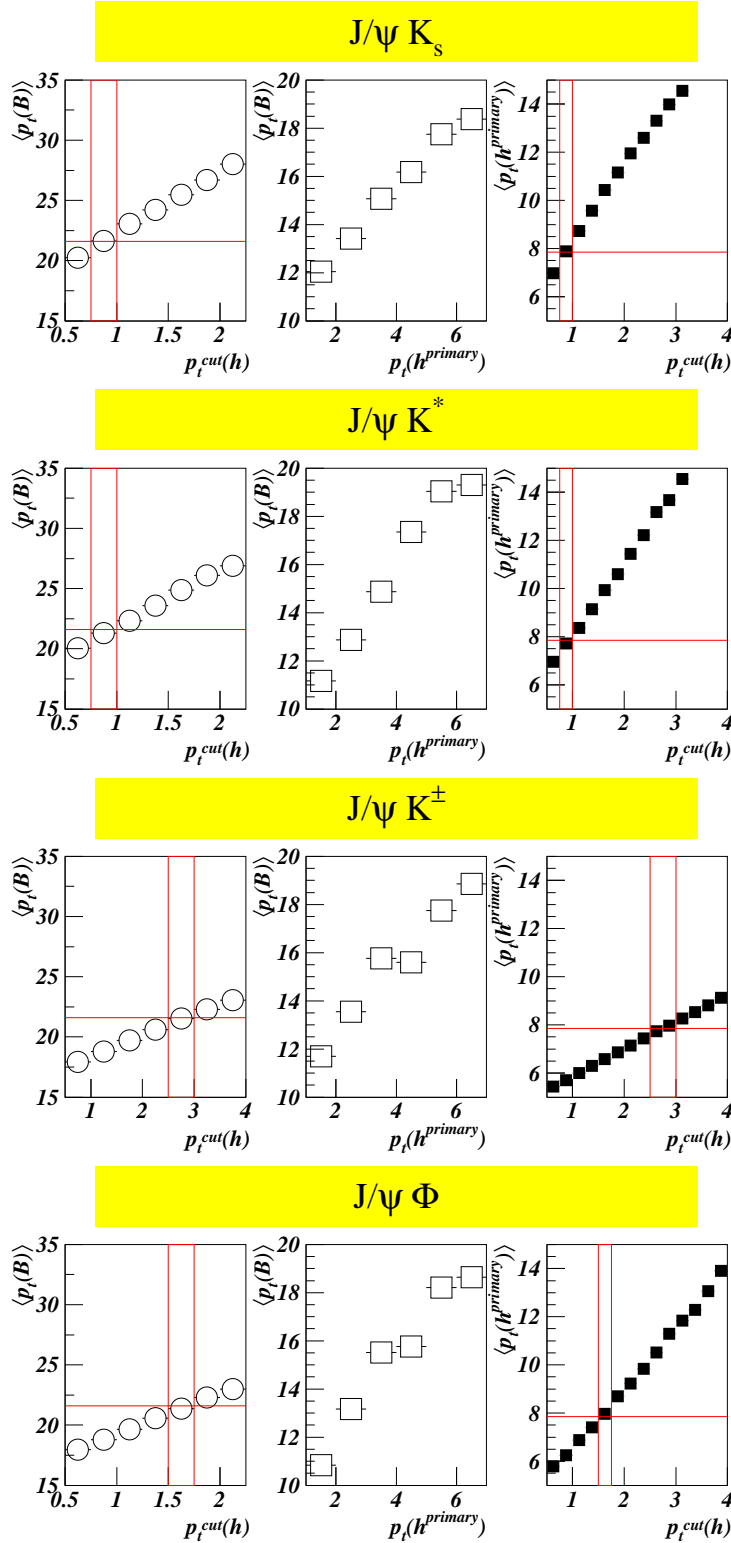 J/ψ K_s
⟨p_t(B)⟩
35
30
25
20
15
0.5 1 1.5 2
p_t^cut(h)
⟨p_t(B)⟩
20
18
16
14
12
10
2 4 6
p_t(h^primary)
⟨p_t(h^primary)⟩
14
12
10
8
6
1 2 3 4
p_t^cut(h)
J/ψ K^*
⟨p_t(B)⟩
35
30
25
20
15
0.5 1 1.5 2
p_t^cut(h)
⟨p_t(B)⟩
20
19
18
17
16
15
14
13
12
11
10
2 4 6
p_t(h^primary)
⟨p_t(h^primary)⟩
14
12
10
8
6
1 2 3 4
p_t^cut(h)
J/ψ K^±
⟨p_t(B)⟩
35
30
25
20
15
1 2 3 4
p_t^cut(h)
⟨p_t(B)⟩
20
18
16
14
12
10
2 4 6
p_t(h^primary)
⟨p_t(h^primary)⟩
14
12
10
8
6
1 2 3 4
p_t^cut(h)
J/ψ Φ
⟨p_t(B)⟩
35
30
25
20
15
0.5 1 1.5 2
p_t^cut(h)
⟨p_t(B)⟩
20
18
16
14
12
10
2 4 6
p_t(h^primary)
⟨p_t(h^primary)⟩
14
12
10
8
6
1 2 3 4
p_t^cut(h)